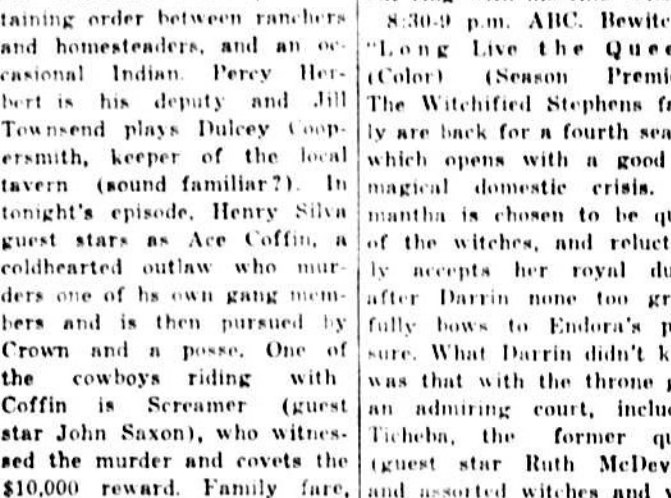 taining order between ranchers
and homesteaders, and an oc-
casional Indian. Percy Her-
bert is his deputy and Jill
Townsend plays Dulcey Coop-
ersmith, keeper of the local
tavern (sound familiar?). In
tonight's episode, Henry Silva
guest stars as Ace Coffin, a
coldhearted outlaw who mur-
ders one of hs own gang mem-
bers and is then pursued by
Crown and a posse. One of
the cowboys riding with
Coffin is Screamer (guest
star John Saxon), who witnes-
sed the murder and covets the
$10,000 reward. Family fare,
8:30-9 p.m. ABC. Bewitc
"Long Live the Quee
(Color) (Season Premi
The Witchified Stephens fa
ly are back for a fourth sea
which opens with a good
magical domestic crisis.
mantha is chosen to be qu
of the witches, and reluct
ly accepts her royal du
after Darrin none too gr
fully bows to Endora's p
sure. What Darrin didn't k
was that with the throne
an admiring court, inclu
Ticheba, the former qu
(guest star Ruth McDev
and assorted witches and